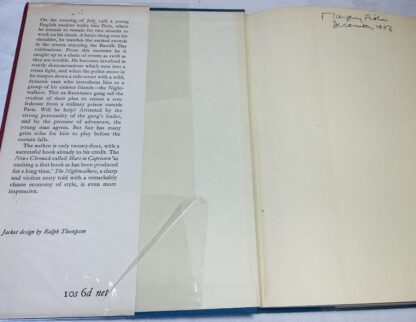 On the evening of July 14th a young
English student walks into Paris, where
he intends to remain for two months to
work on his thesis. A haver-sack over his
shoulder, he watches the excited crowds
in the streets enjoying the Bastille Day
celebrations. From this moment he is
caught up in a chain of events as swift as
they are terrible. He becomes involved in
rowdy demonstrations which turn into a
street fight, and when the police move in
he escapes down a side-street with a wild,
dynamic man who introduces him to a
group of his sinister friends—the Night-
walkers. This ex-Resistance gang tell the
student of their plan to rescue a con-
federate from a military prison outside
Paris. Will he help? Attracted by the
strong personality of the gang's leader,
and by the promise of adventure, the
young man agrees. But fate has many
grim rôles for him to play before the
curtain falls.
The author is only twenty-four, with a
successful book already to his credit. The
News Chronicle called Mars in Capricorn 'as
exciting a first book as has been produced
for a long time.' The Nightwalkers, a sharp
and violent story told with a remarkably
chaste economy of style, is even more
impressive.
Jacket design by Ralph Thompson
10s 6d net
December, 1956